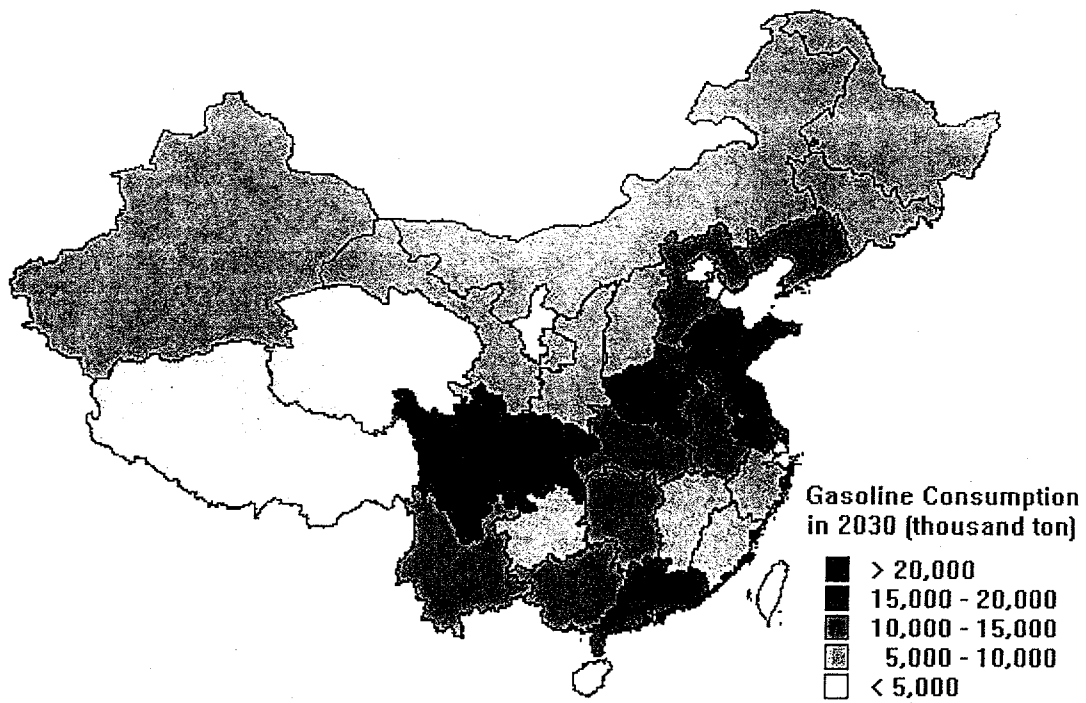 Gasoline Consumption
in 2030 (thousand ton)
> 20,000
15,000 - 20,000
10,000 - 15,000
5,000 - 10,000
< 5,000